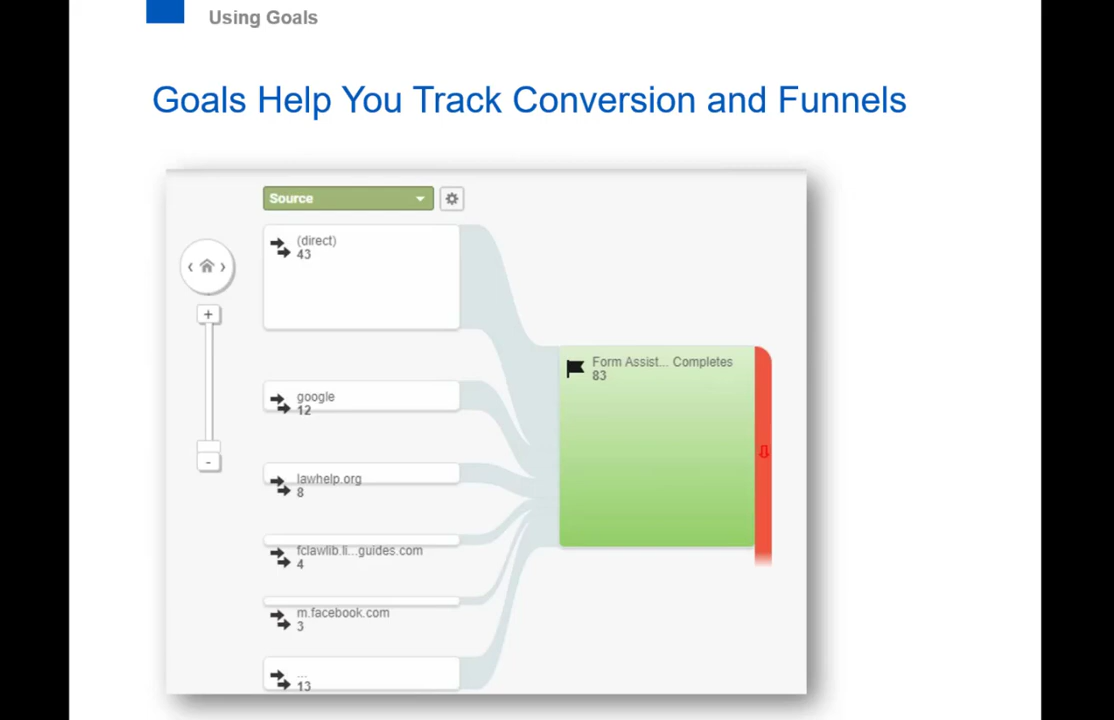 Using Goals
Goals Help You Track Conversion and Funnels
Source
(direct)
43
google
12
lawhelp.org
8
fclawlib.li...guides.com
4
m.facebook.com
3
...
13
Form Assist... Completes
83
+
-